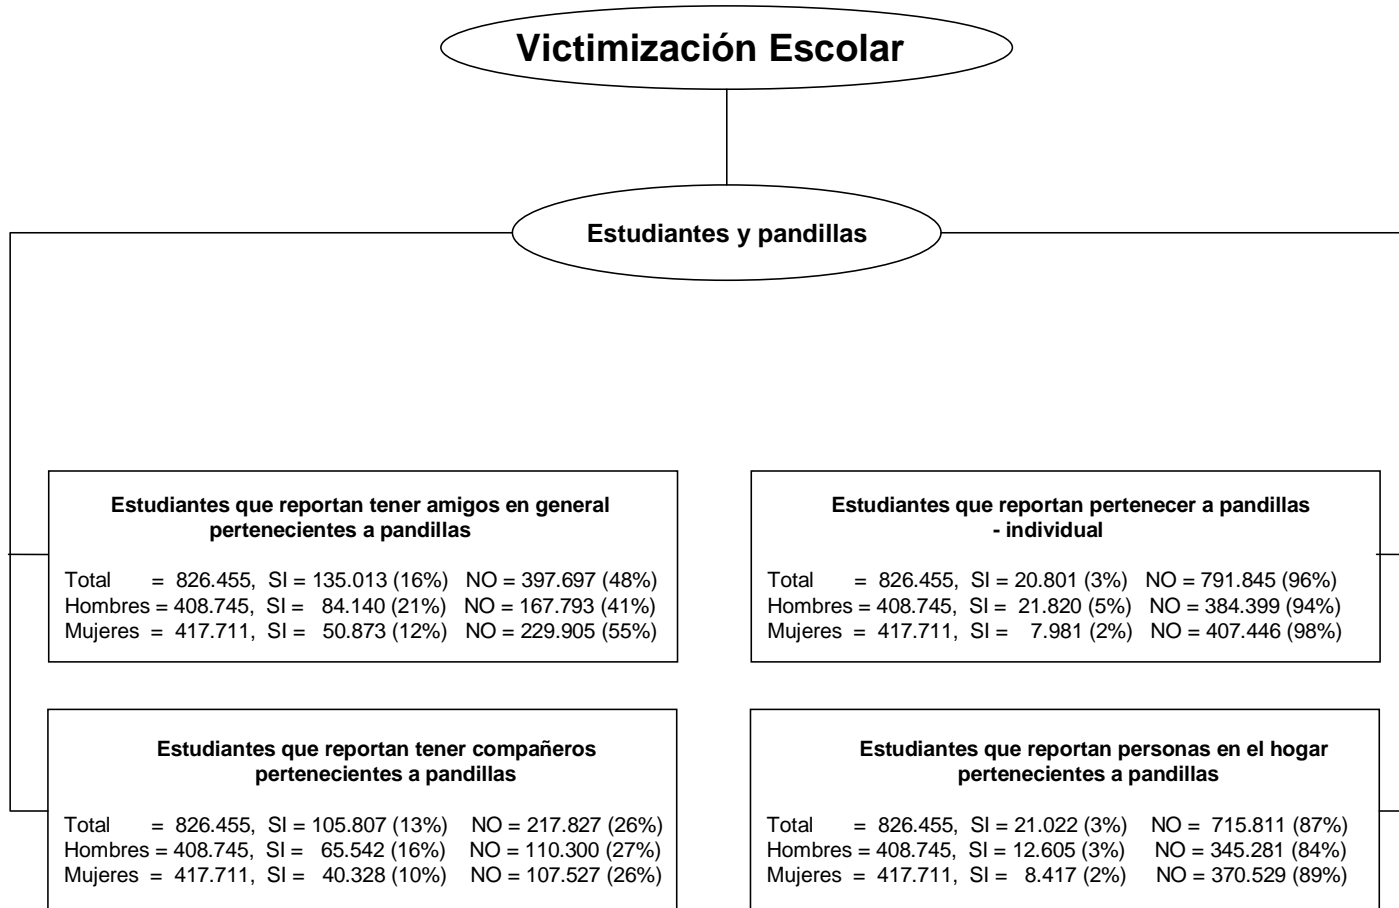 Victimización Escolar
Estudiantes y pandillas
Estudiantes que reportan tener amigos en general
pertenecientes a pandillas
Total = 826.455, SI = 135.013 (16%) NO = 397.697 (48%)
Hombres = 408.745, SI = 84.140 (21%) NO = 167.793 (41%)
Mujeres = 417.711, SI = 50.873 (12%) NO = 229.905 (55%)
Estudiantes que reportan pertenecer a pandillas
- individual
Total = 826.455, SI = 20.801 (3%) NO = 791.845 (96%)
Hombres = 408.745, SI = 21.820 (5%) NO = 384.399 (94%)
Mujeres = 417.711, SI = 7.981 (2%) NO = 407.446 (98%)
Estudiantes que reportan tener compañeros
pertenecientes a pandillas
Total = 826.455, SI = 105.807 (13%) NO = 217.827 (26%)
Hombres = 408.745, SI = 65.542 (16%) NO = 110.300 (27%)
Mujeres = 417.711, SI = 40.328 (10%) NO = 107.527 (26%)
Estudiantes que reportan personas en el hogar
pertenecientes a pandillas
Total = 826.455, SI = 21.022 (3%) NO = 715.811 (87%)
Hombres = 408.745, SI = 12.605 (3%) NO = 345.281 (84%)
Mujeres = 417.711, SI = 8.417 (2%) NO = 370.529 (89%)